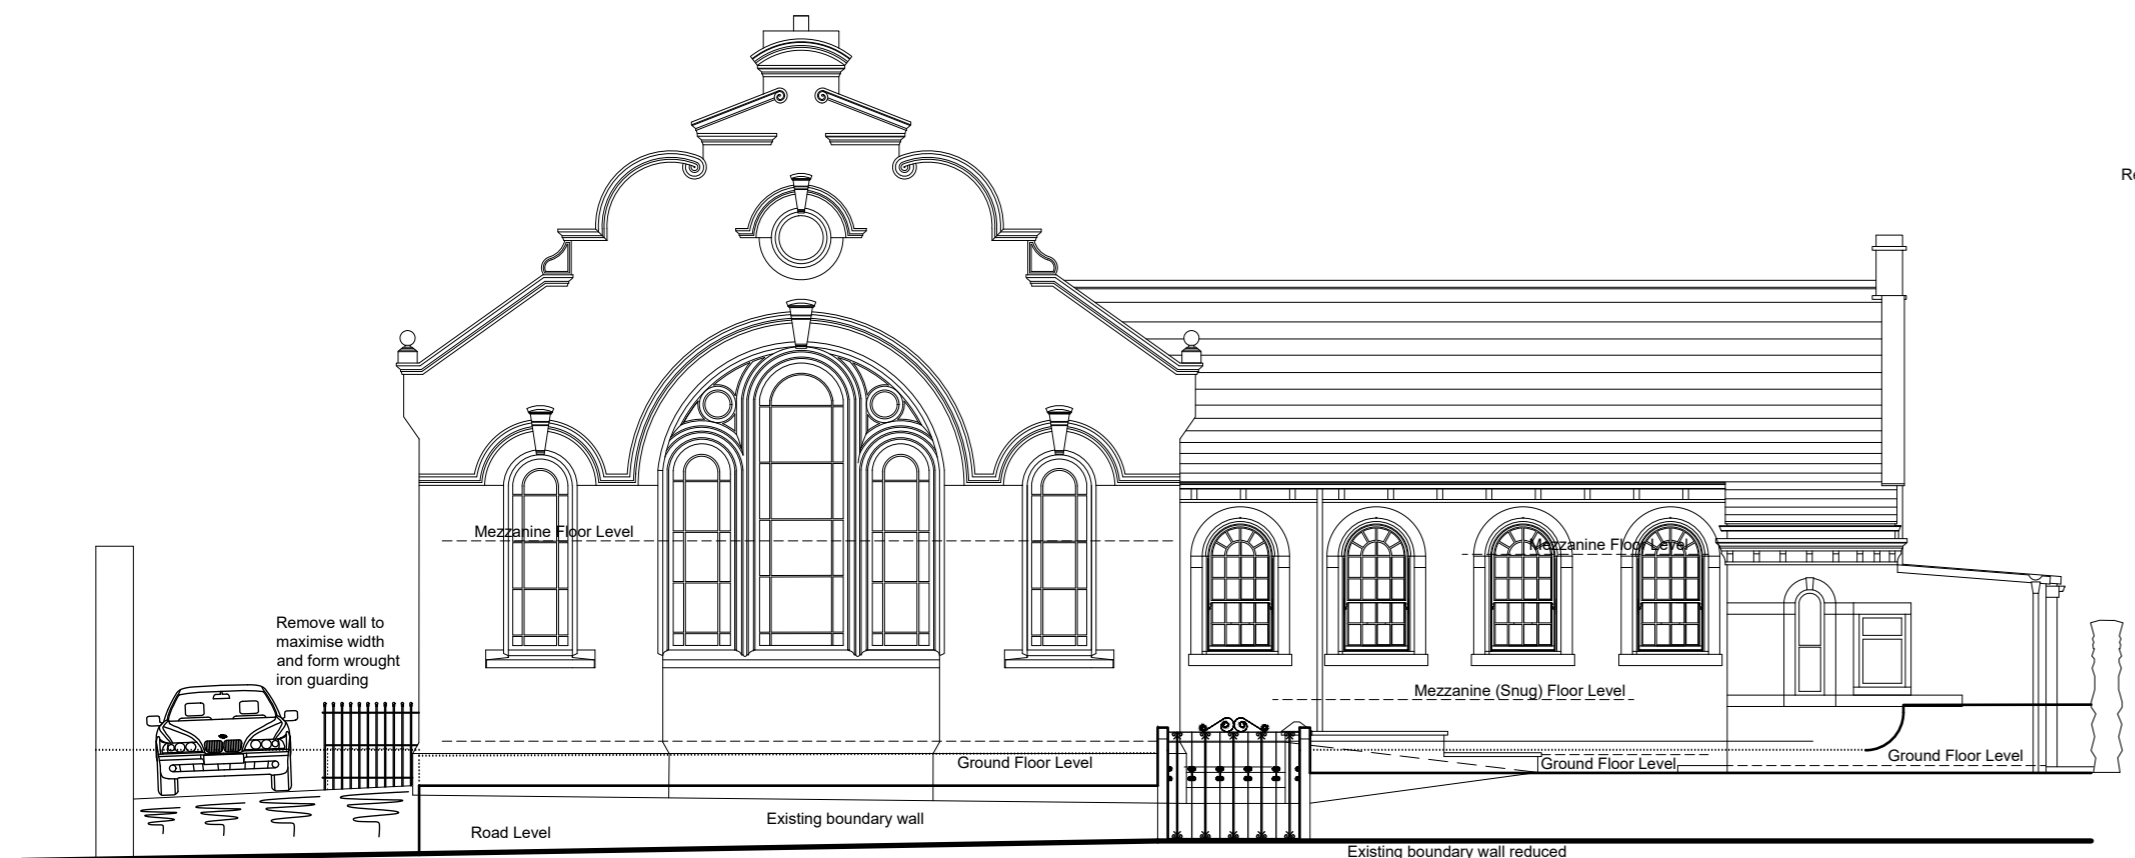 Re
Mezzanine Floor Level
Mezzanine Floor Level
Remove wall to
maximise width
and form wrought
iron guarding
Mezzanine (Snug) Floor Level
Ground Floor Level
Ground Floor Level
Ground Floor Level
Existing boundary wall
Road Level
Existing boundary wall reduced